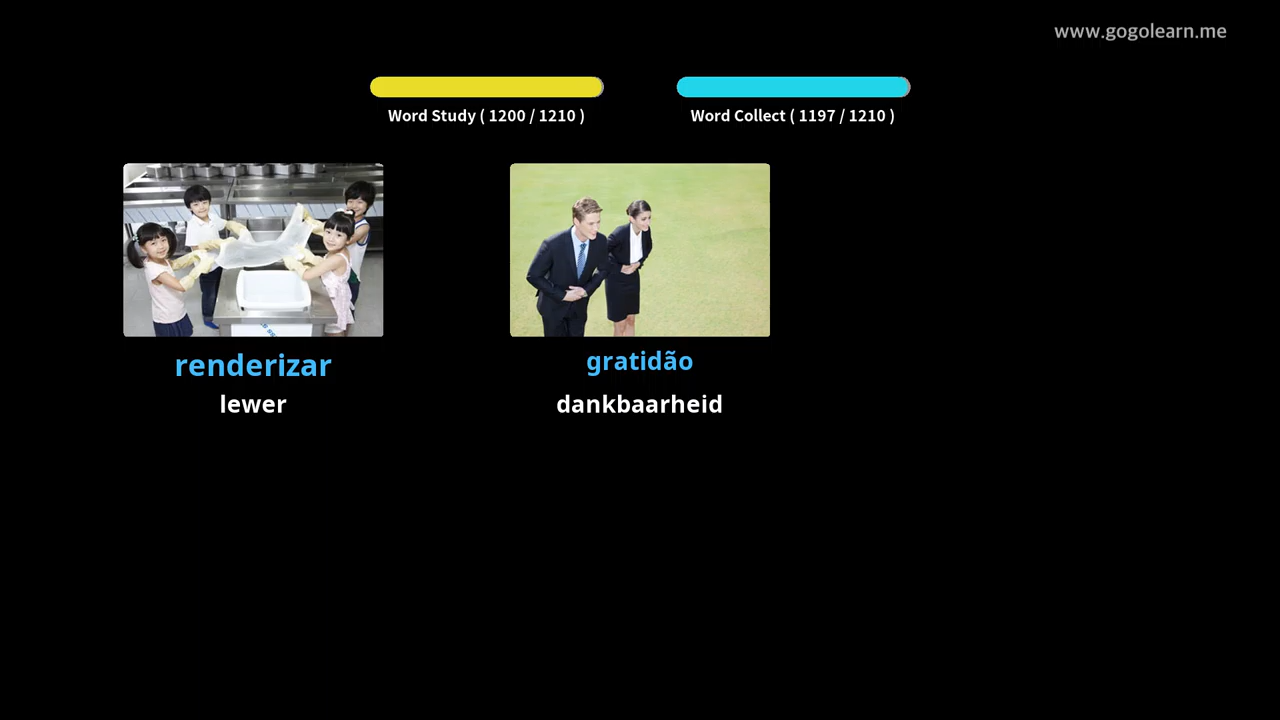 www.gogolearn.me
Word Study ( 1200 / 1210 )
Word Collect ( 1197 / 1210 )
renderizar
gratidão
lewer
dankbaarheid